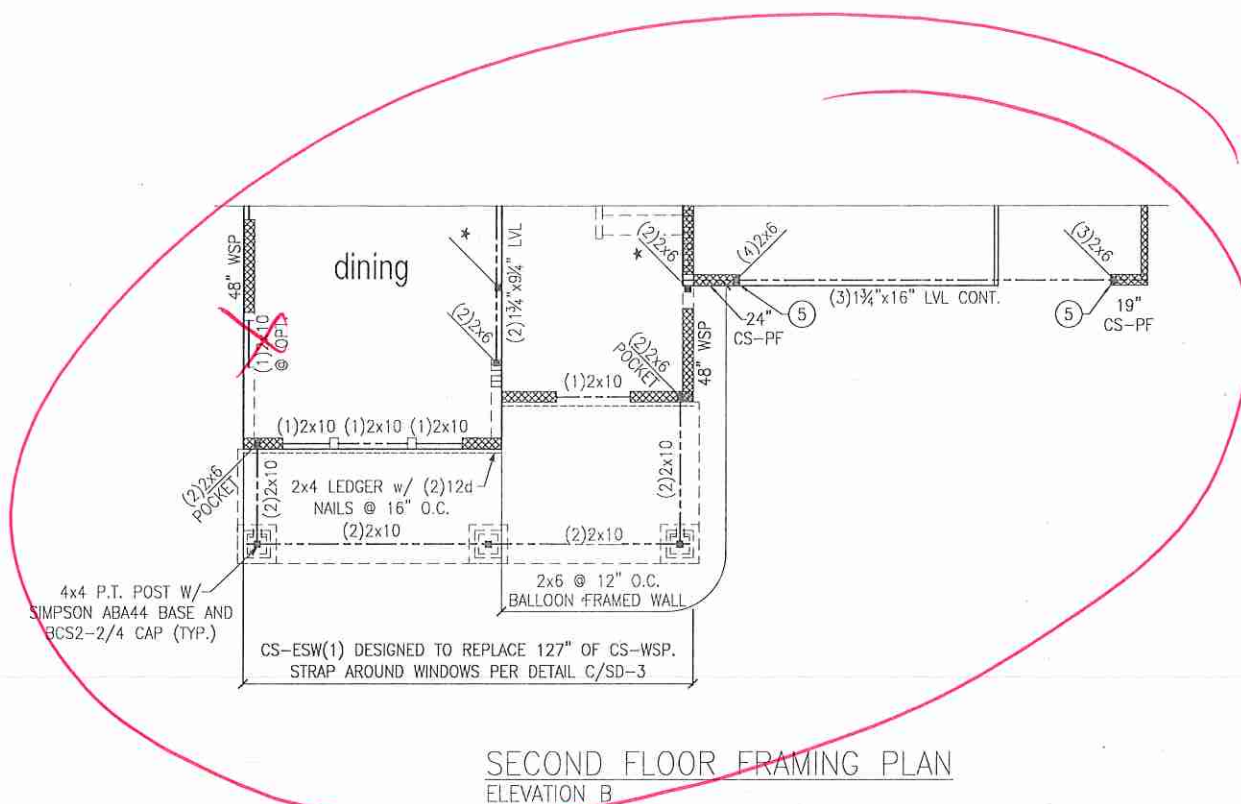 48" WSP
dining
★
(2)1¾"x9¼" LVL
(2)2x6
★
(4)2x6
(3)2x6
(3)1¾"x16" LVL CONT.
24"
CS-PF
5
5
19"
CS-PF
(1)2x10
@ OPT.
(2)2x6
(2)2x6
POCKET
48" WSP
(1)2x10
(1)2x10 (1)2x10 (1)2x10
(2)2x6
POCKET
(2)2x10
2x4 LEDGER w/ (2)12d
NAILS @ 16" O.C.
(2)2x10
(2)2x10
(2)2x10
4x4 P.T. POST W/
SIMPSON ABA44 BASE AND
BCS2-2/4 CAP (TYP.)
2x6 @ 12" O.C.
BALLOON FRAMED WALL
CS-ESW(1) DESIGNED TO REPLACE 127" OF CS-WSP.
STRAP AROUND WINDOWS PER DETAIL C/SD-3
SECOND FLOOR FRAMING PLAN
ELEVATION B